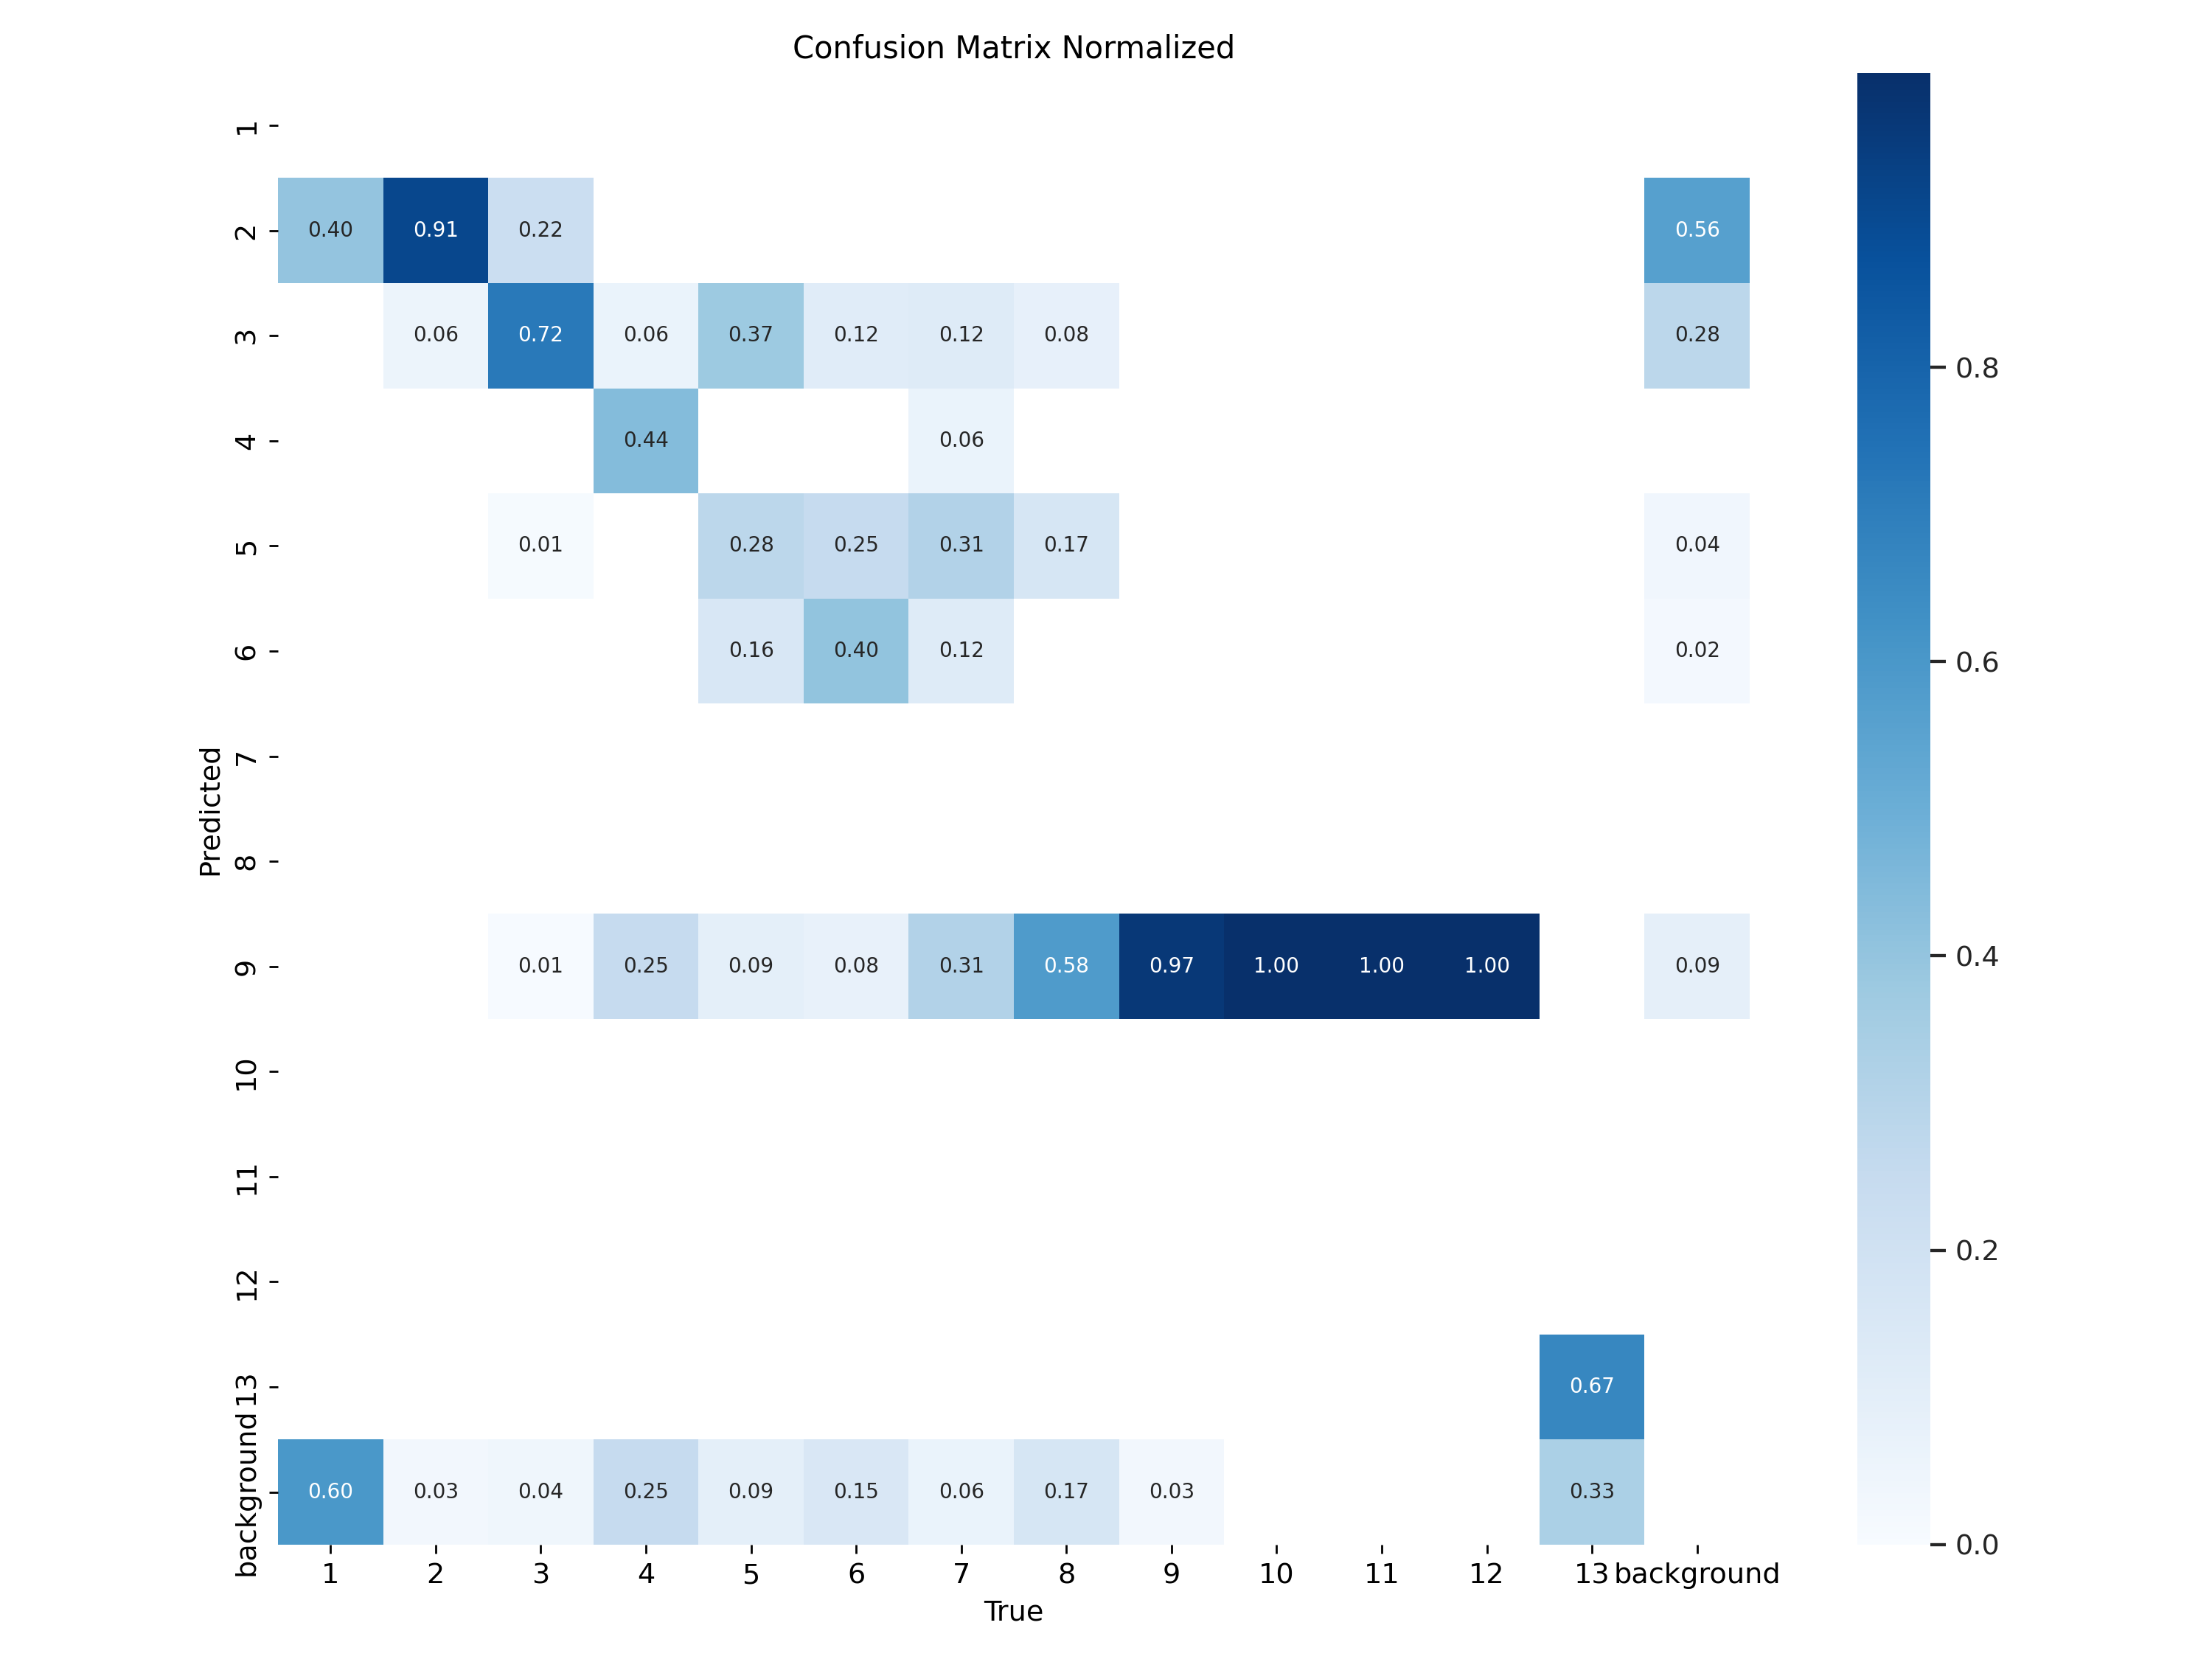 Confusion Matrix Normalized
1
2 0.40 0.91 0.22 0.56
3 0.06 0.72 0.06 0.37 0.12 0.12 0.08 0.28
4 0.44 0.06
5 0.01 0.28 0.25 0.31 0.17 0.04
6 0.16 0.40 0.12 0.02
7
8
9 0.01 0.25 0.09 0.08 0.31 0.58 0.97 1.00 1.00 1.00 0.09
10
11
12
13 0.67
background 0.60 0.03 0.04 0.25 0.09 0.15 0.06 0.17 0.03 0.33
Predicted
1 2 3 4 5 6 7 8 9 10 11 12 13 background
True
0.8
0.6
0.4
0.2
0.0